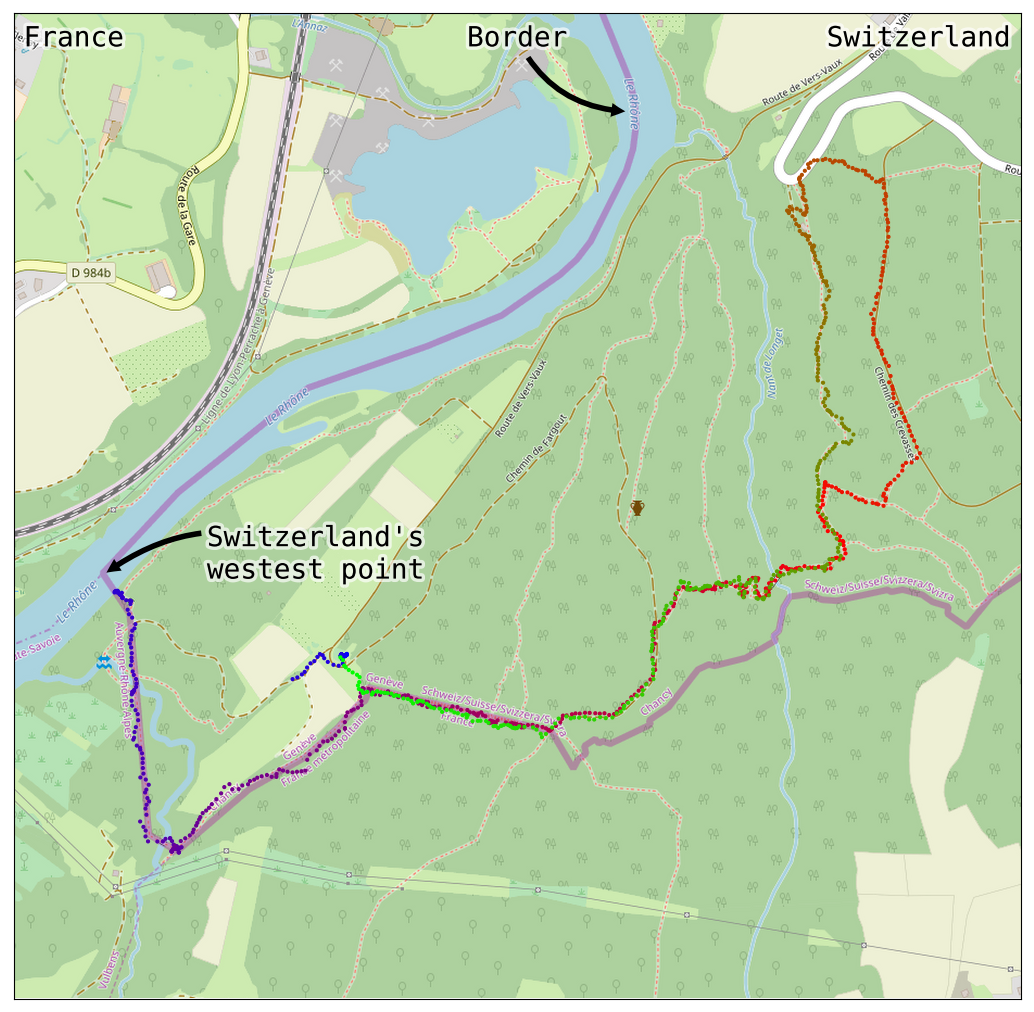 France
Border
Switzerland
L'Annaz
Route de Vers-Vaux
Route de la Gare
Le Rhône
D 984b
Ligne de Lyon-Perrache à Genève
Le Rhône
Nant de Longet
Route de Vers-Vaux
Chemin des Crevasses
Chemin de Fargout
Switzerland's
westest point
Le Rhône
Schweiz/Suisse/Svizzera/Svizra
Auvergne-Rhône-Alpes
Genève
Schweiz/Suisse/Svizzera/Svizra
France
Chancy
Genève
France métropolitaine
Vulbens